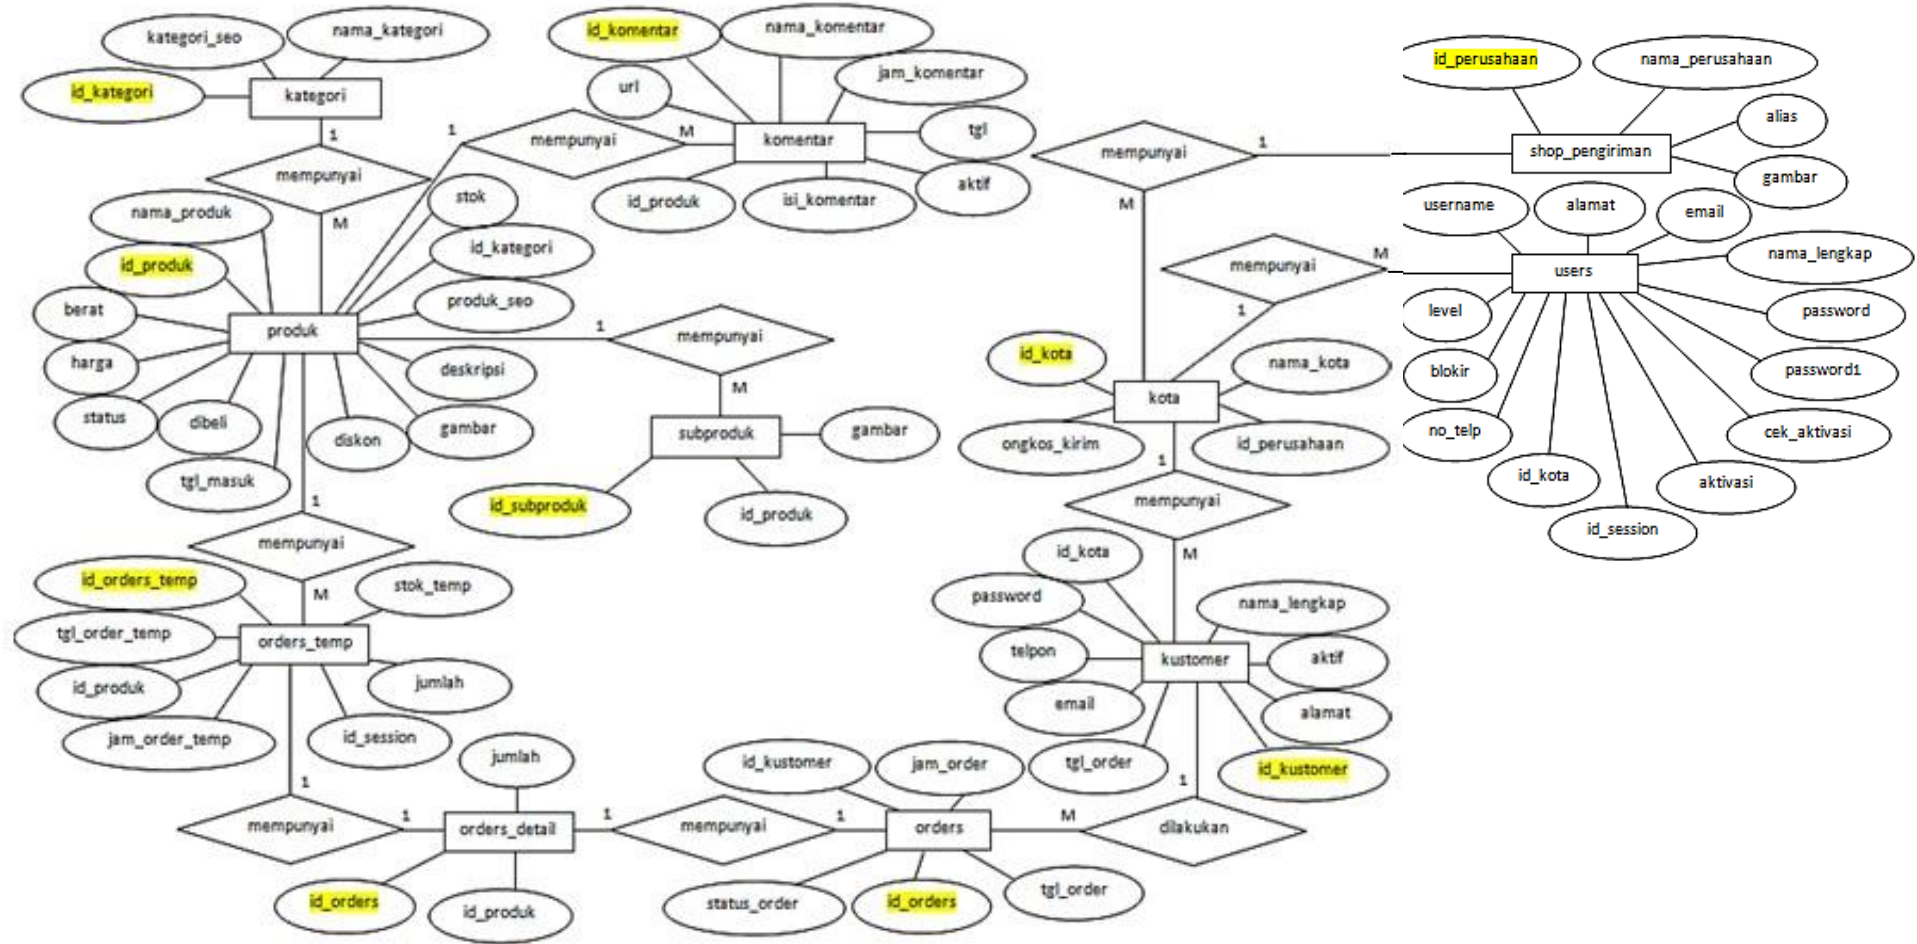 kategori_seo
nama_kategori
id_kategori
kategori
1
mempunyai
M
id_komentar
nama_komentar
url
jam_komentar
1
mempunyai
M
komentar
tgl
id_produk
isi_komentar
aktif
nama_produk
stok
id_produk
id_kategori
berat
produk_seo
produk
harga
deskripsi
status
dibeli
diskon
gambar
tgl_masuk
1
mempunyai
M
subproduk
gambar
id_subproduk
id_produk
1
mempunyai
M
id_orders_temp
stok_temp
tgl_order_temp
orders_temp
id_produk
jumlah
jam_order_temp
id_session
1
mempunyai
1
jumlah
orders_detail
id_orders
id_produk
1
mempunyai
1
id_kustomer
jam_order
orders
status_order
id_orders
tgl_order
M
dilakukan
1
id_perusahaan
nama_perusahaan
alias
shop_pengiriman
gambar
mempunyai
1
M
username
alamat
email
nama_lengkap
users
level
password
blokir
password1
no_telp
cek_aktivasi
id_kota
aktivasi
id_session
mempunyai
M
1
id_kota
nama_kota
kota
ongkos_kirim
id_perusahaan
1
mempunyai
M
id_kota
password
nama_lengkap
telpon
kustomer
aktif
email
alamat
tgl_order
id_kustomer